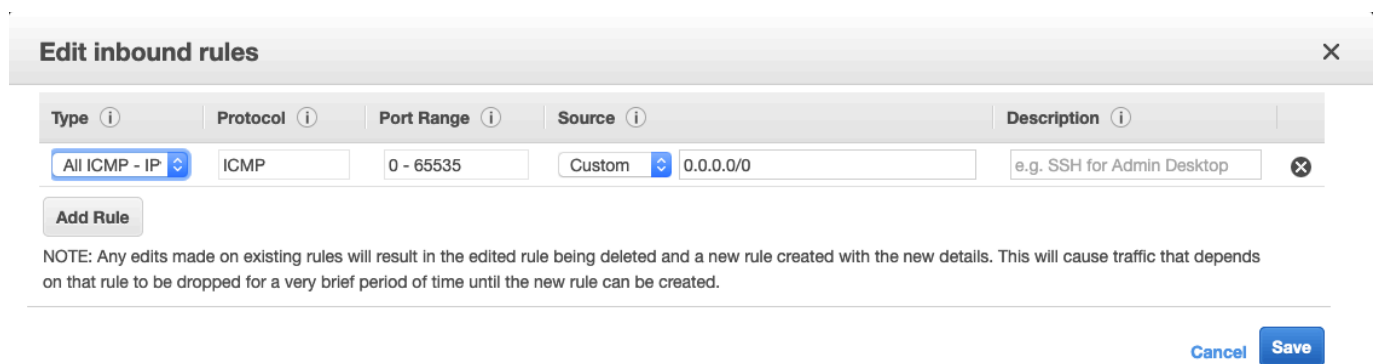 Edit inbound rules
Type Protocol Port Range Source Description
All ICMP - IP ICMP 0 - 65535 Custom 0.0.0.0/0 e.g. SSH for Admin Desktop
Add Rule
NOTE: Any edits made on existing rules will result in the edited rule being deleted and a new rule created with the new details. This will cause traffic that depends
on that rule to be dropped for a very brief period of time until the new rule can be created.
Cancel Save